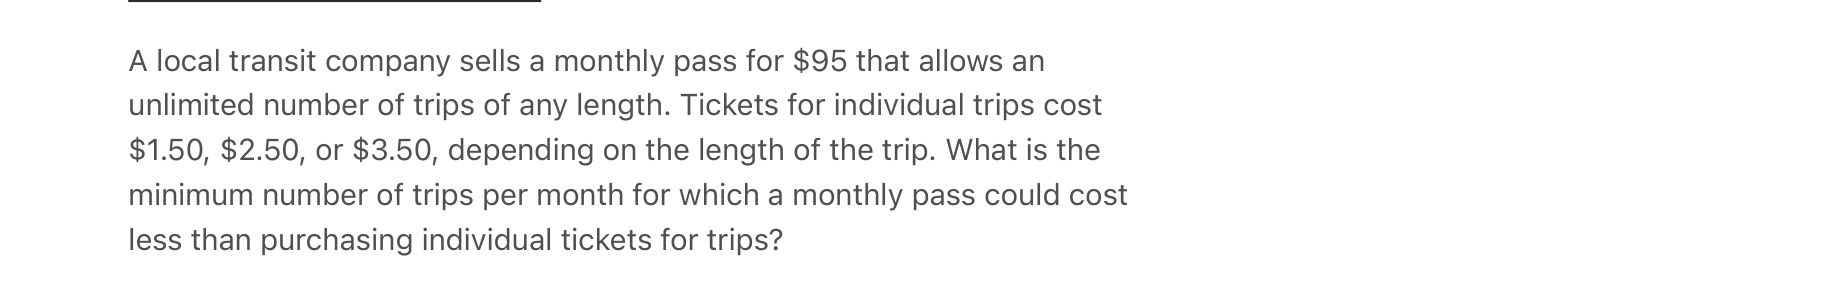 A local transit company sells a monthly pass for $95 that allows an
unlimited number of trips of any length. Tickets for individual trips cost
$1.50, $2.50, or $3.50, depending on the length of the trip. What is the
minimum number of trips per month for which a monthly pass could cost
less than purchasing individual tickets for trips?